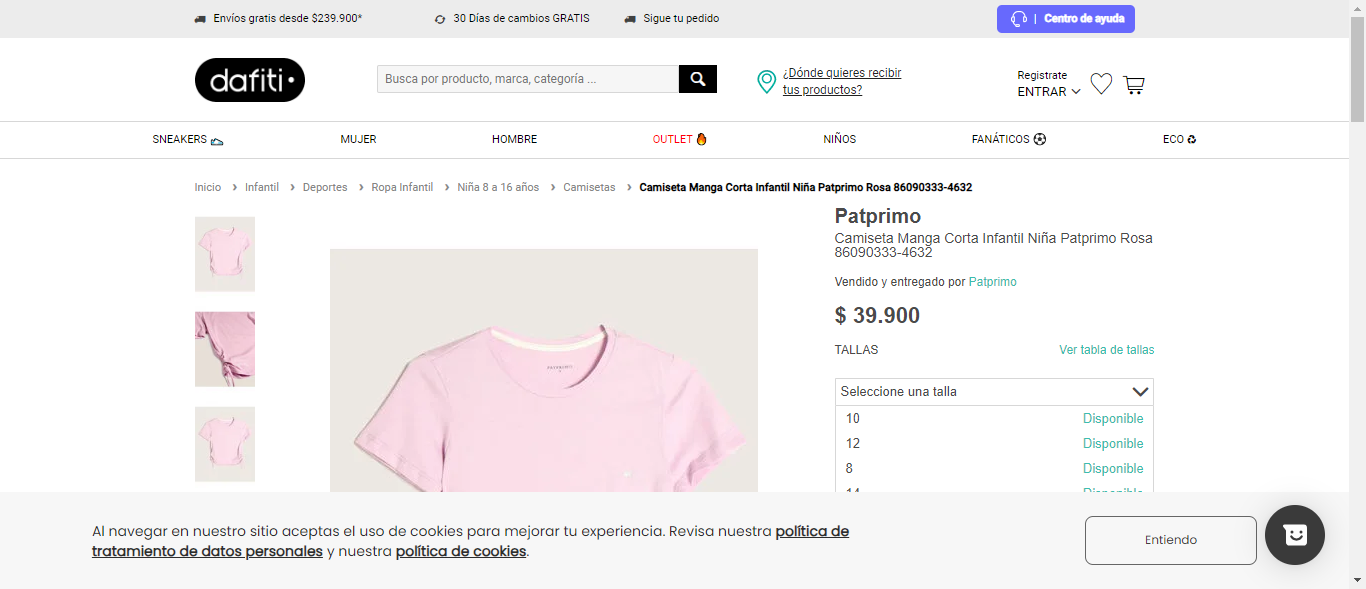 Envíos gratis desde $239.900*
30 Días de cambios GRATIS
Sigue tu pedido
| Centro de ayuda
dafiti
Busca por producto, marca, categoría ...
¿Dónde quieres recibir
tus productos?
Registrate
ENTRAR
SNEAKERS
MUJER
HOMBRE
OUTLET
NIÑOS
FANÁTICOS
ECO
Inicio > Infantil > Deportes > Ropa Infantil > Niña 8 a 16 años > Camisetas > Camiseta Manga Corta Infantil Niña Patprimo Rosa 86090333-4632
Patprimo
Camiseta Manga Corta Infantil Niña Patprimo Rosa
86090333-4632
Vendido y entregado por Patprimo
$ 39.900
TALLAS
Ver tabla de tallas
Seleccione una talla
10 Disponible
12 Disponible
8 Disponible
14 Disponible
PATPRIMO
Al navegar en nuestro sitio aceptas el uso de cookies para mejorar tu experiencia. Revisa nuestra política de
tratamiento de datos personales y nuestra política de cookies.
Entiendo